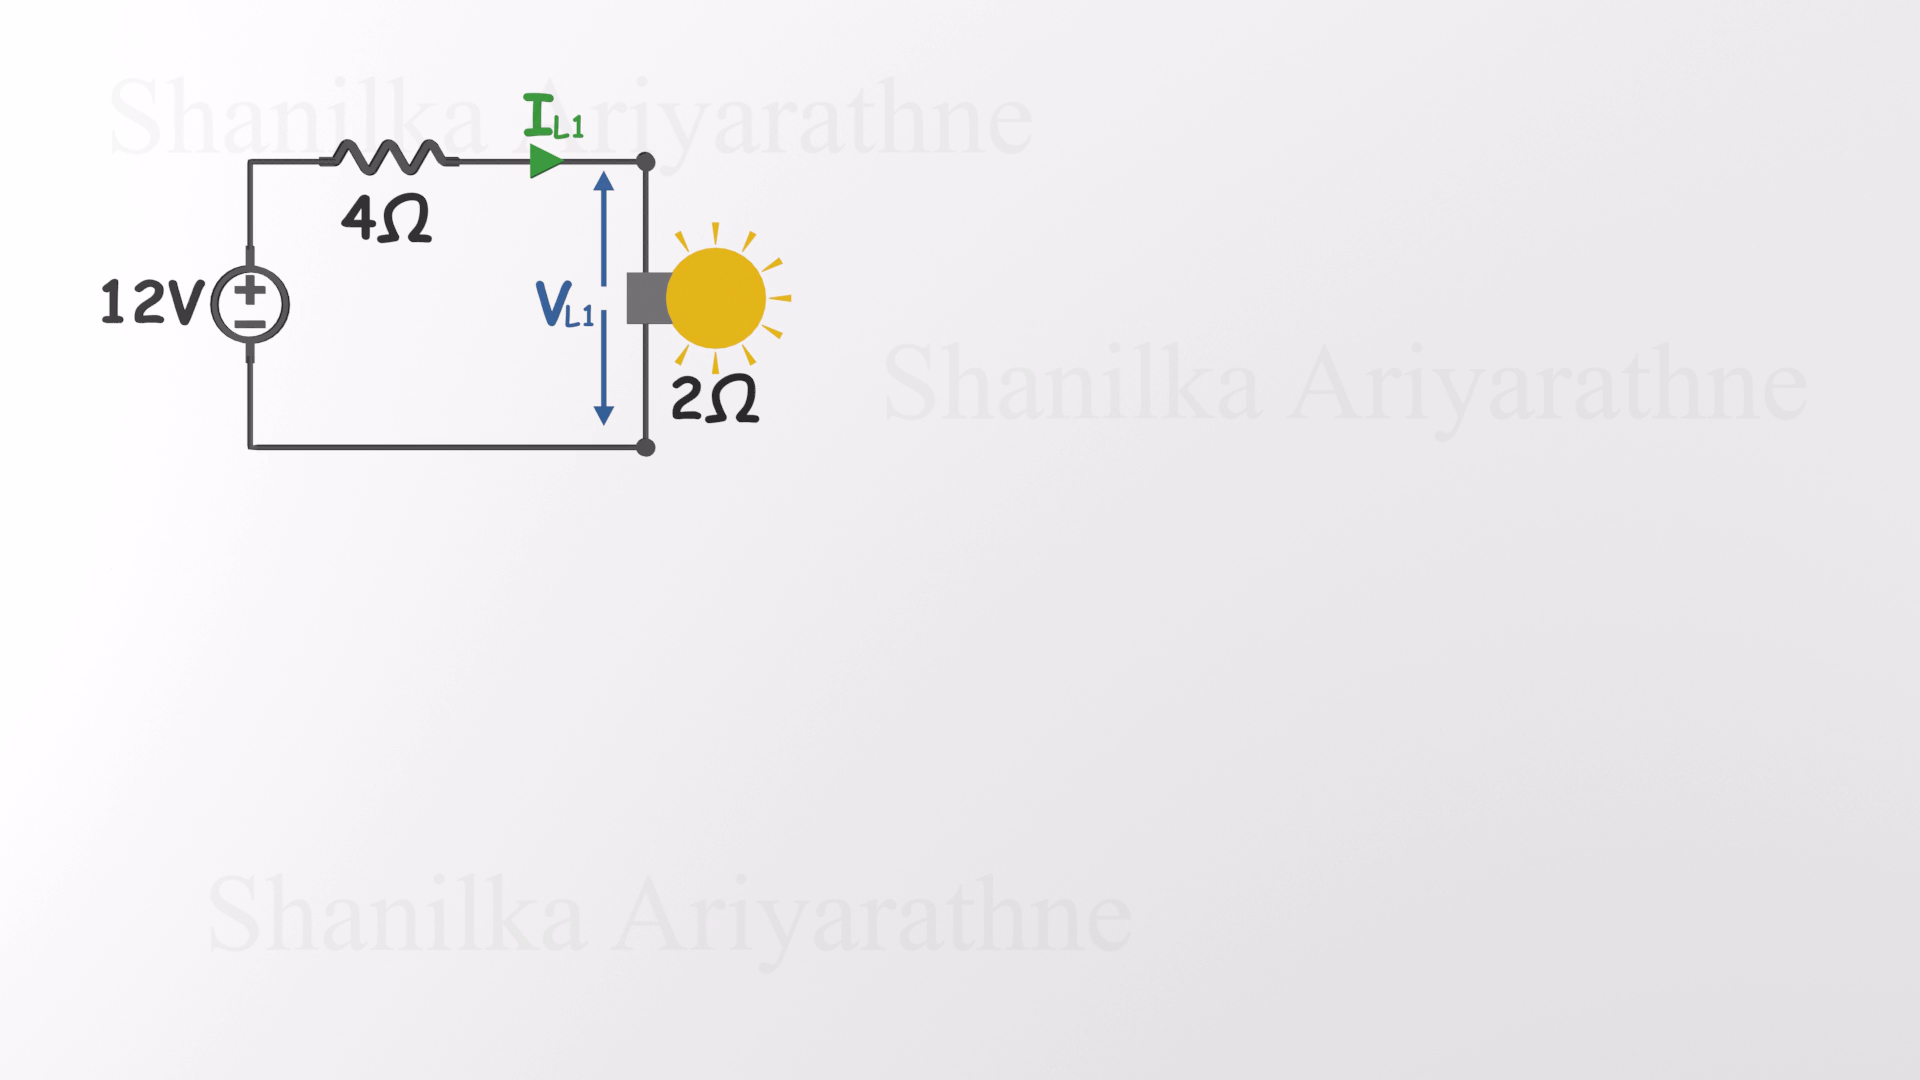 Shanilka Ariyarathne
I_L1
4Ω
12V
+
−
V_L1
2Ω
Shanilka Ariyarathne
Shanilka Ariyarathne